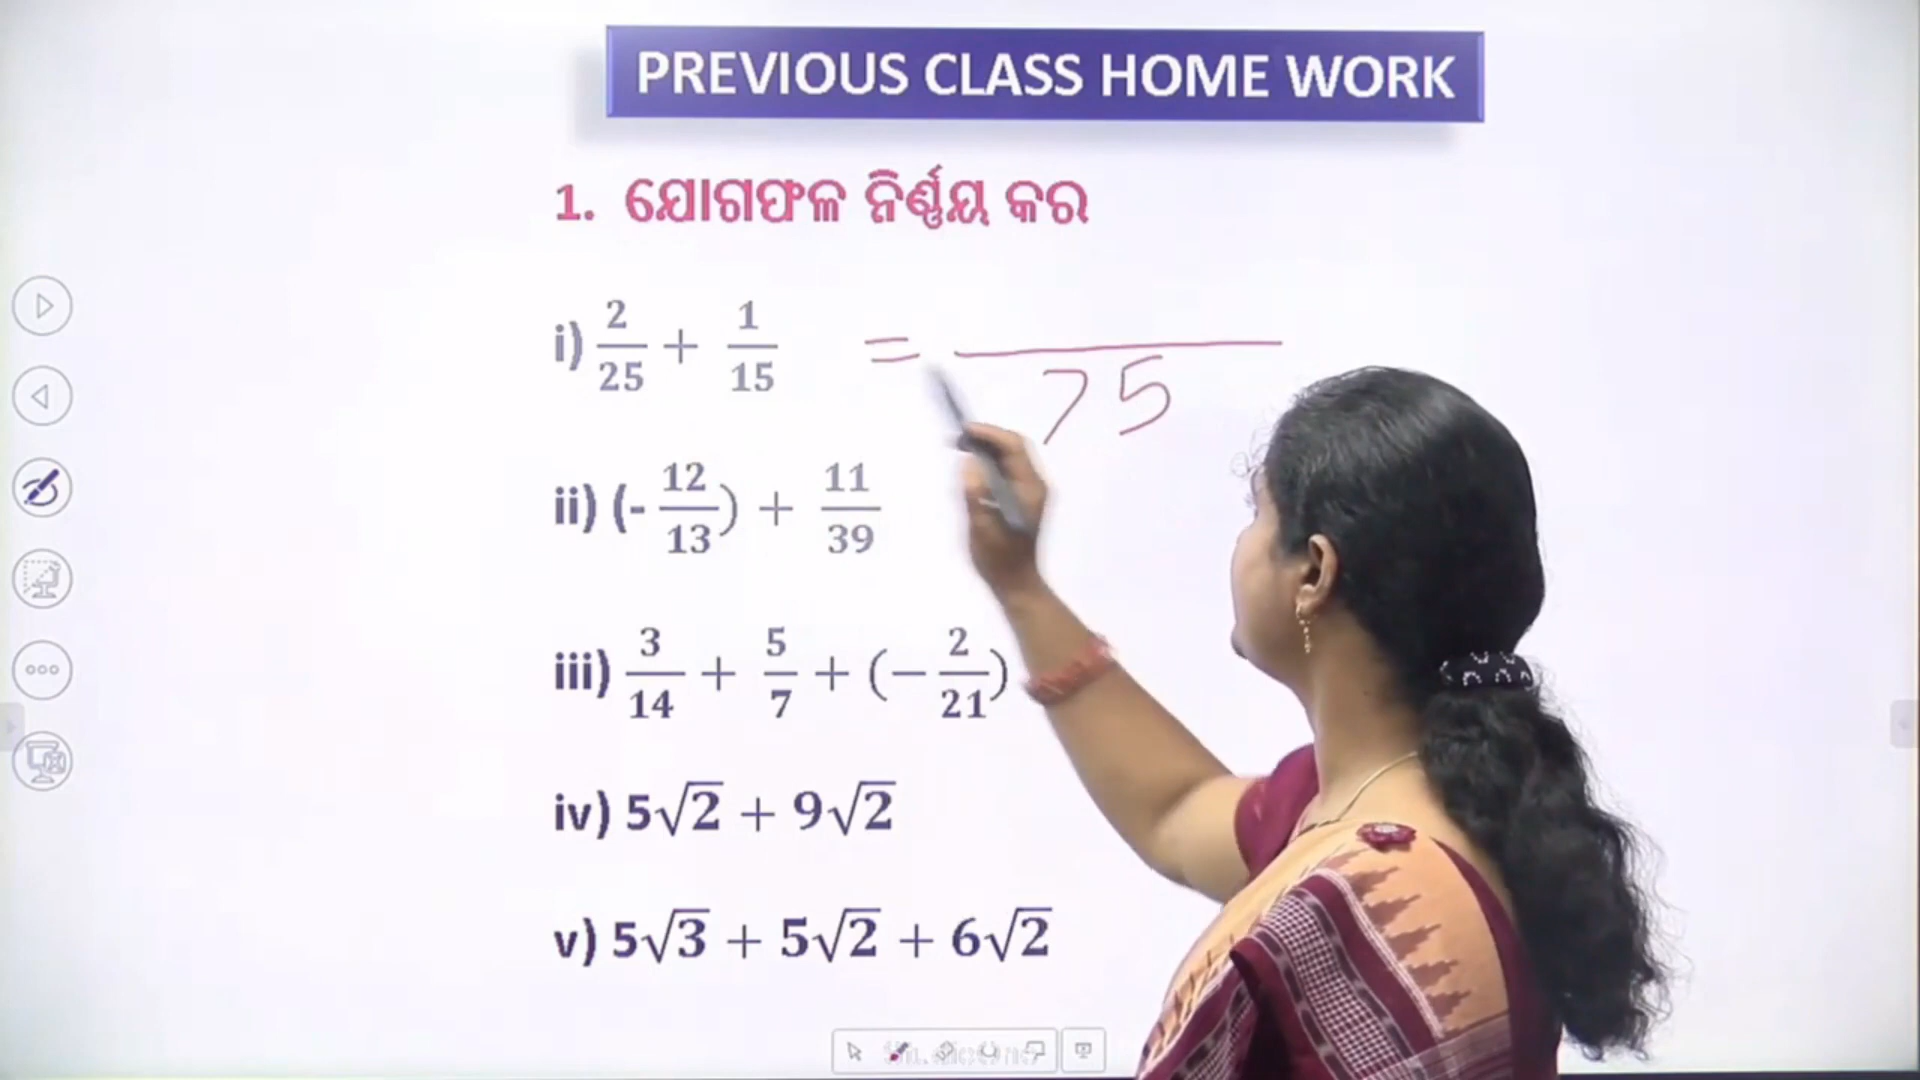 PREVIOUS CLASS HOME WORK
1. ଯୋଗଫଳ ନିର୍ଣ୍ଣୟ କର
i) 2/25 + 1/15 = /75
ii) (-12/13) + 11/39
iii) 3/14 + 5/7 + (−2/21)
iv) 5√2 + 9√2
v) 5√3 + 5√2 + 6√2